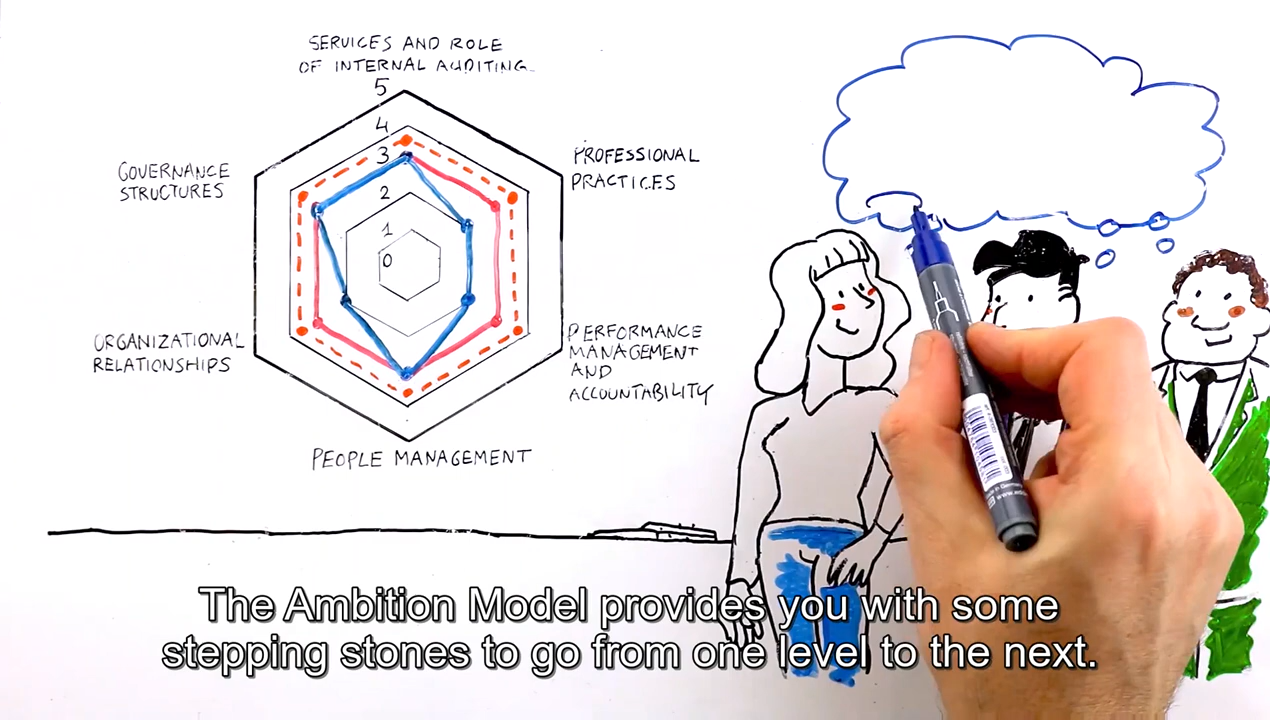 SERVICES AND ROLE
OF INTERNAL AUDITING
5
4
3
2
1
0
GOVERNANCE
STRUCTURES
PROFESSIONAL
PRACTICES
ORGANIZATIONAL
RELATIONSHIPS
PERFORMANCE
MANAGEMENT
AND
ACCOUNTABILITY
PEOPLE MANAGEMENT
The Ambition Model provides you with some
stepping stones to go from one level to the next.